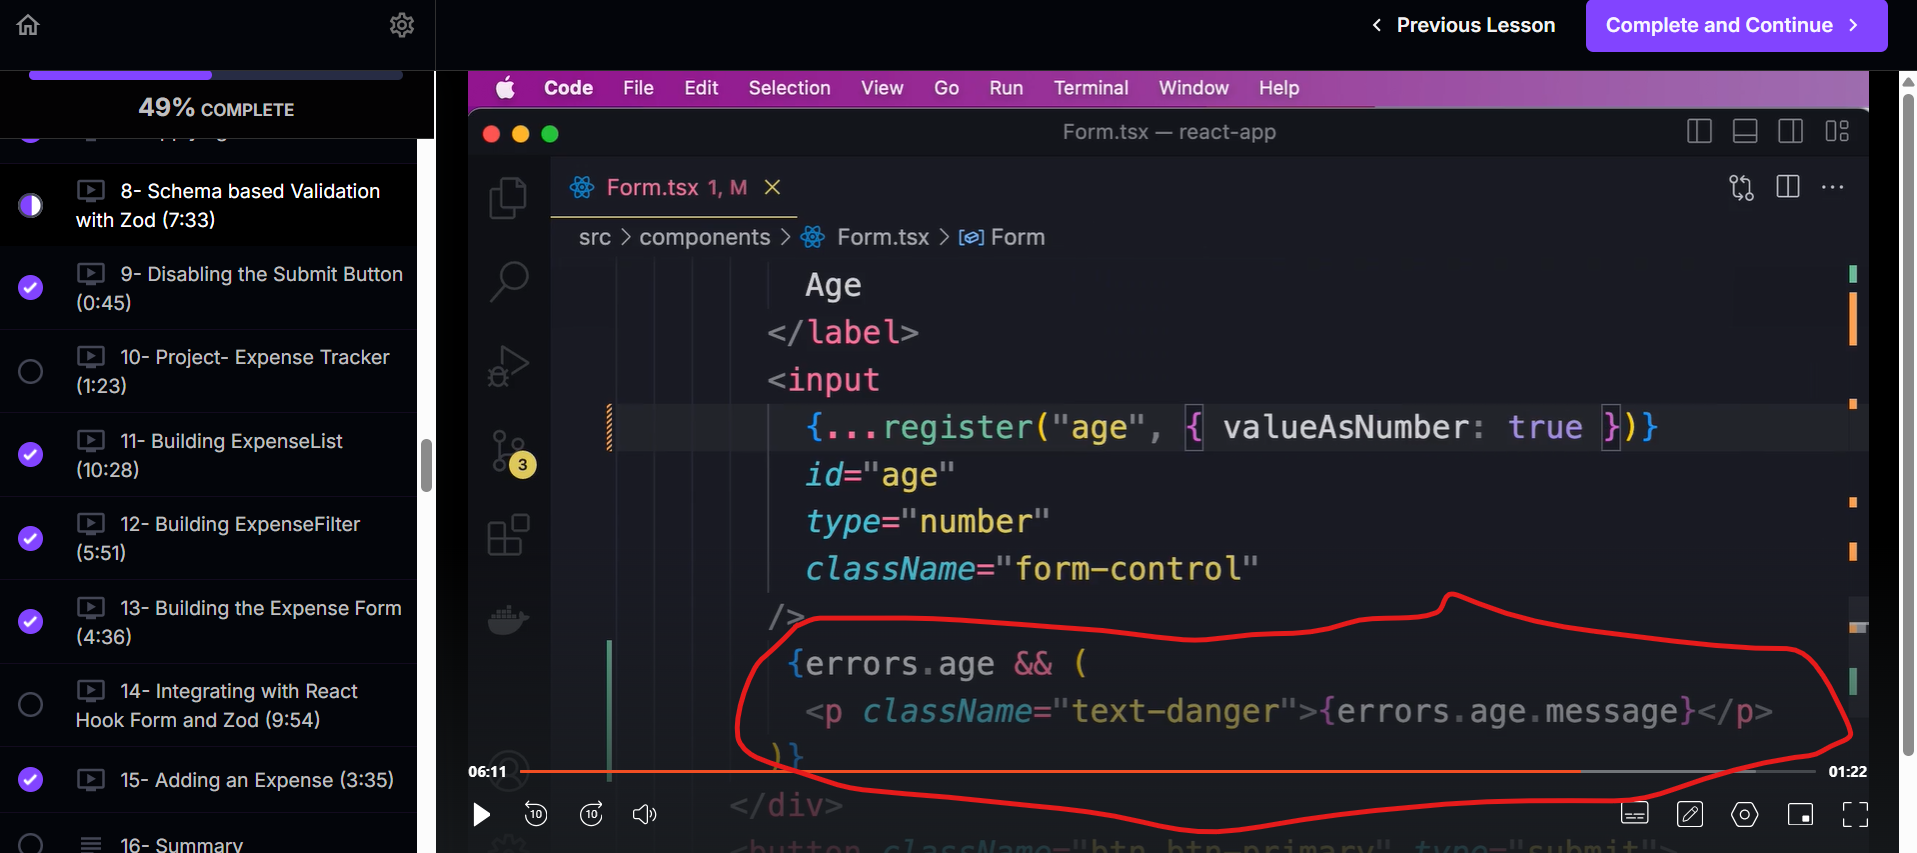 Previous Lesson
Complete and Continue
49% COMPLETE
8- Schema based Validation
with Zod (7:33)
9- Disabling the Submit Button
(0:45)
10- Project- Expense Tracker
(1:23)
11- Building ExpenseList
(10:28)
12- Building ExpenseFilter
(5:51)
13- Building the Expense Form
(4:36)
14- Integrating with React
Hook Form and Zod (9:54)
15- Adding an Expense (3:35)
16- Summary
Code File Edit Selection View Go Run Terminal Window Help
Form.tsx — react-app
Form.tsx 1, M
src > components > Form.tsx > Form
3
Age
</label>
<input
{...register("age", { valueAsNumber: true })}
id="age"
type="number"
className="form-control"
/>
{errors.age && (
<p className="text-danger">{errors.age.message}</p>
)}
</div>
<button className="btn btn-primary" type="submit">
06:11
01:22
10
10